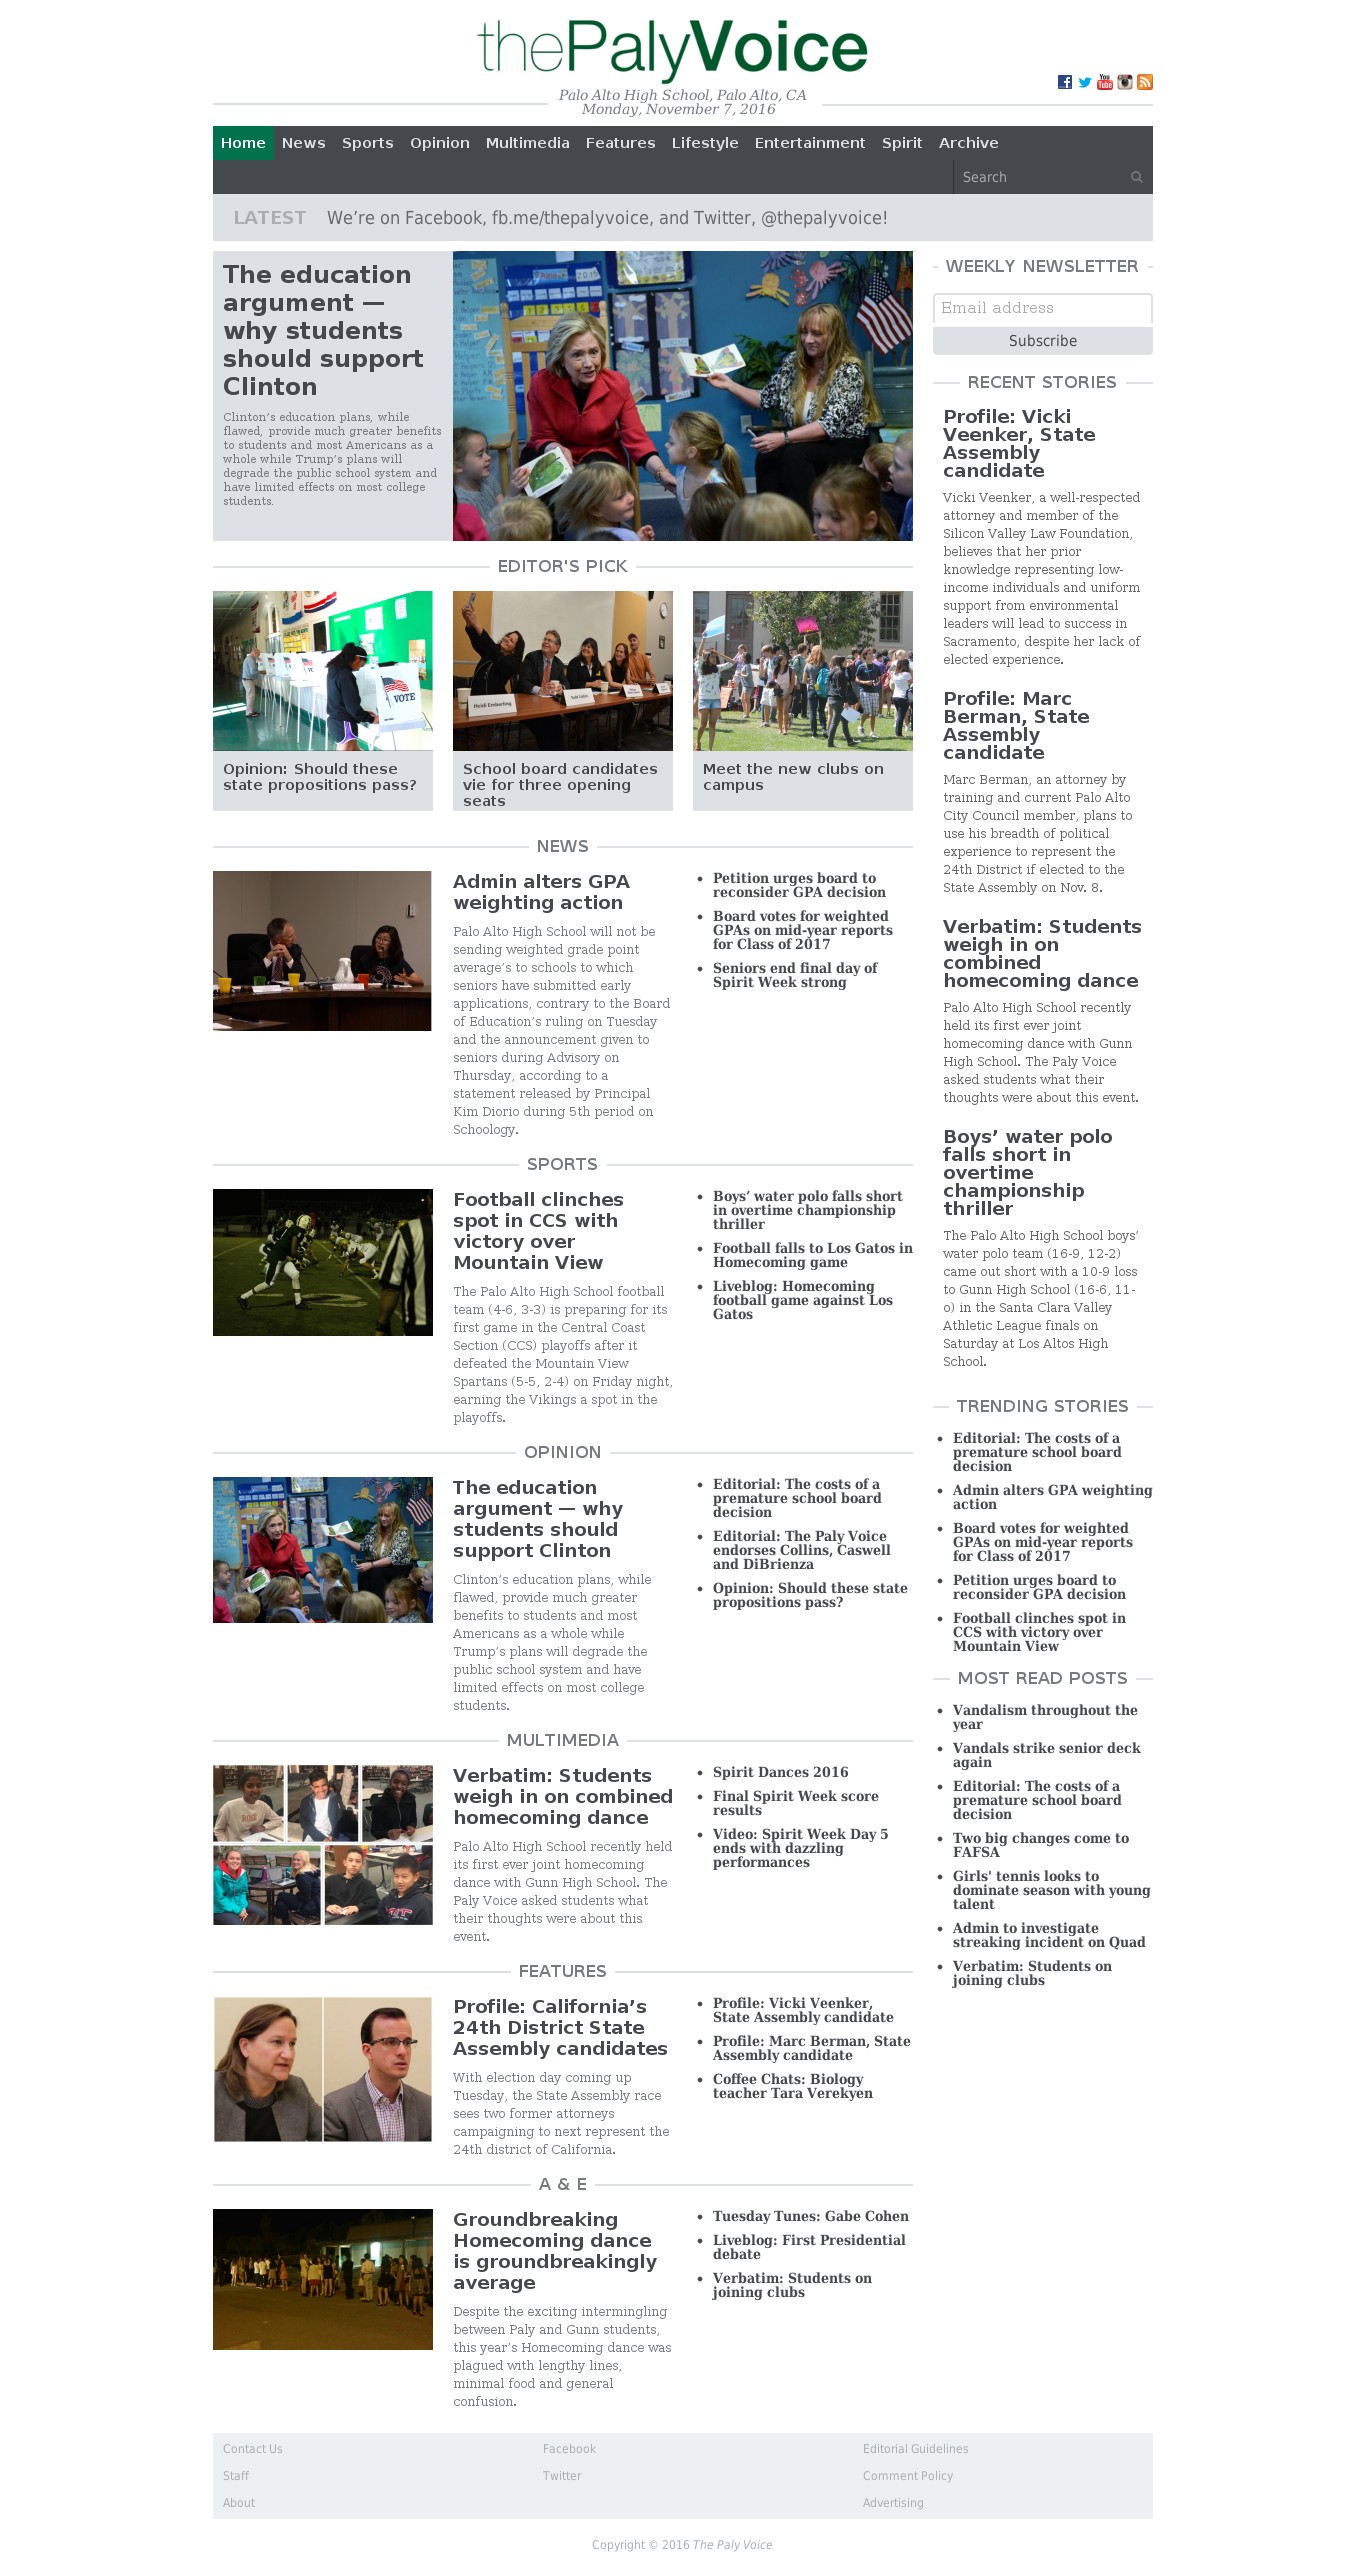 thePalyVoice
Palo Alto High School, Palo Alto, CA
Monday, November 7, 2016
Home News Sports Opinion Multimedia Features Lifestyle Entertainment Spirit Archive
Search
LATEST We’re on Facebook, fb.me/thepalyvoice, and Twitter, @thepalyvoice!
The education
argument —
why students
should support
Clinton
Clinton’s education plans, while
flawed, provide much greater benefits
to students and most Americans as a
whole while Trump’s plans will
degrade the public school system and
have limited effects on most college
students.
EDITOR'S PICK
VOTE
Heidi Emberling
Opinion: Should these
state propositions pass?
School board candidates
vie for three opening
seats
Meet the new clubs on
campus
NEWS
Admin alters GPA
weighting action
Palo Alto High School will not be
sending weighted grade point
average’s to schools to which
seniors have submitted early
applications, contrary to the Board
of Education’s ruling on Tuesday
and the announcement given to
seniors during Advisory on
Thursday, according to a
statement released by Principal
Kim Diorio during 5th period on
Schoology.
Petition urges board to
reconsider GPA decision
Board votes for weighted
GPAs on mid-year reports
for Class of 2017
Seniors end final day of
Spirit Week strong
SPORTS
Football clinches
spot in CCS with
victory over
Mountain View
The Palo Alto High School football
team (4-6, 3-3) is preparing for its
first game in the Central Coast
Section (CCS) playoffs after it
defeated the Mountain View
Spartans (5-5, 2-4) on Friday night,
earning the Vikings a spot in the
playoffs.
Boys’ water polo falls short
in overtime championship
thriller
Football falls to Los Gatos in
Homecoming game
Liveblog: Homecoming
football game against Los
Gatos
OPINION
The education
argument — why
students should
support Clinton
Clinton’s education plans, while
flawed, provide much greater
benefits to students and most
Americans as a whole while
Trump’s plans will degrade the
public school system and have
limited effects on most college
students.
Editorial: The costs of a
premature school board
decision
Editorial: The Paly Voice
endorses Collins, Caswell
and DiBrienza
Opinion: Should these state
propositions pass?
MULTIMEDIA
Verbatim: Students
weigh in on combined
homecoming dance
Palo Alto High School recently held
its first ever joint homecoming
dance with Gunn High School. The
Paly Voice asked students what
their thoughts were about this
event.
Spirit Dances 2016
Final Spirit Week score
results
Video: Spirit Week Day 5
ends with dazzling
performances
FEATURES
Profile: California’s
24th District State
Assembly candidates
With election day coming up
Tuesday, the State Assembly race
sees two former attorneys
campaigning to next represent the
24th district of California.
Profile: Vicki Veenker,
State Assembly candidate
Profile: Marc Berman, State
Assembly candidate
Coffee Chats: Biology
teacher Tara Verekyen
A & E
Groundbreaking
Homecoming dance
is groundbreakingly
average
Despite the exciting intermingling
between Paly and Gunn students,
this year’s Homecoming dance was
plagued with lengthy lines,
minimal food and general
confusion.
Tuesday Tunes: Gabe Cohen
Liveblog: First Presidential
debate
Verbatim: Students on
joining clubs
WEEKLY NEWSLETTER
Email address
Subscribe
RECENT STORIES
Profile: Vicki
Veenker, State
Assembly
candidate
Vicki Veenker, a well-respected
attorney and member of the
Silicon Valley Law Foundation,
believes that her prior
knowledge representing low-
income individuals and uniform
support from environmental
leaders will lead to success in
Sacramento, despite her lack of
elected experience.
Profile: Marc
Berman, State
Assembly
candidate
Marc Berman, an attorney by
training and current Palo Alto
City Council member, plans to
use his breadth of political
experience to represent the
24th District if elected to the
State Assembly on Nov. 8.
Verbatim: Students
weigh in on
combined
homecoming dance
Palo Alto High School recently
held its first ever joint
homecoming dance with Gunn
High School. The Paly Voice
asked students what their
thoughts were about this event.
Boys’ water polo
falls short in
overtime
championship
thriller
The Palo Alto High School boys’
water polo team (16-9, 12-2)
came out short with a 10-9 loss
to Gunn High School (16-6, 11-
0) in the Santa Clara Valley
Athletic League finals on
Saturday at Los Altos High
School.
TRENDING STORIES
Editorial: The costs of a
premature school board
decision
Admin alters GPA weighting
action
Board votes for weighted
GPAs on mid-year reports
for Class of 2017
Petition urges board to
reconsider GPA decision
Football clinches spot in
CCS with victory over
Mountain View
MOST READ POSTS
Vandalism throughout the
year
Vandals strike senior deck
again
Editorial: The costs of a
premature school board
decision
Two big changes come to
FAFSA
Girls' tennis looks to
dominate season with young
talent
Admin to investigate
streaking incident on Quad
Verbatim: Students on
joining clubs
Contact Us
Staff
About
Facebook
Twitter
Editorial Guidelines
Comment Policy
Advertising
Copyright © 2016 The Paly Voice